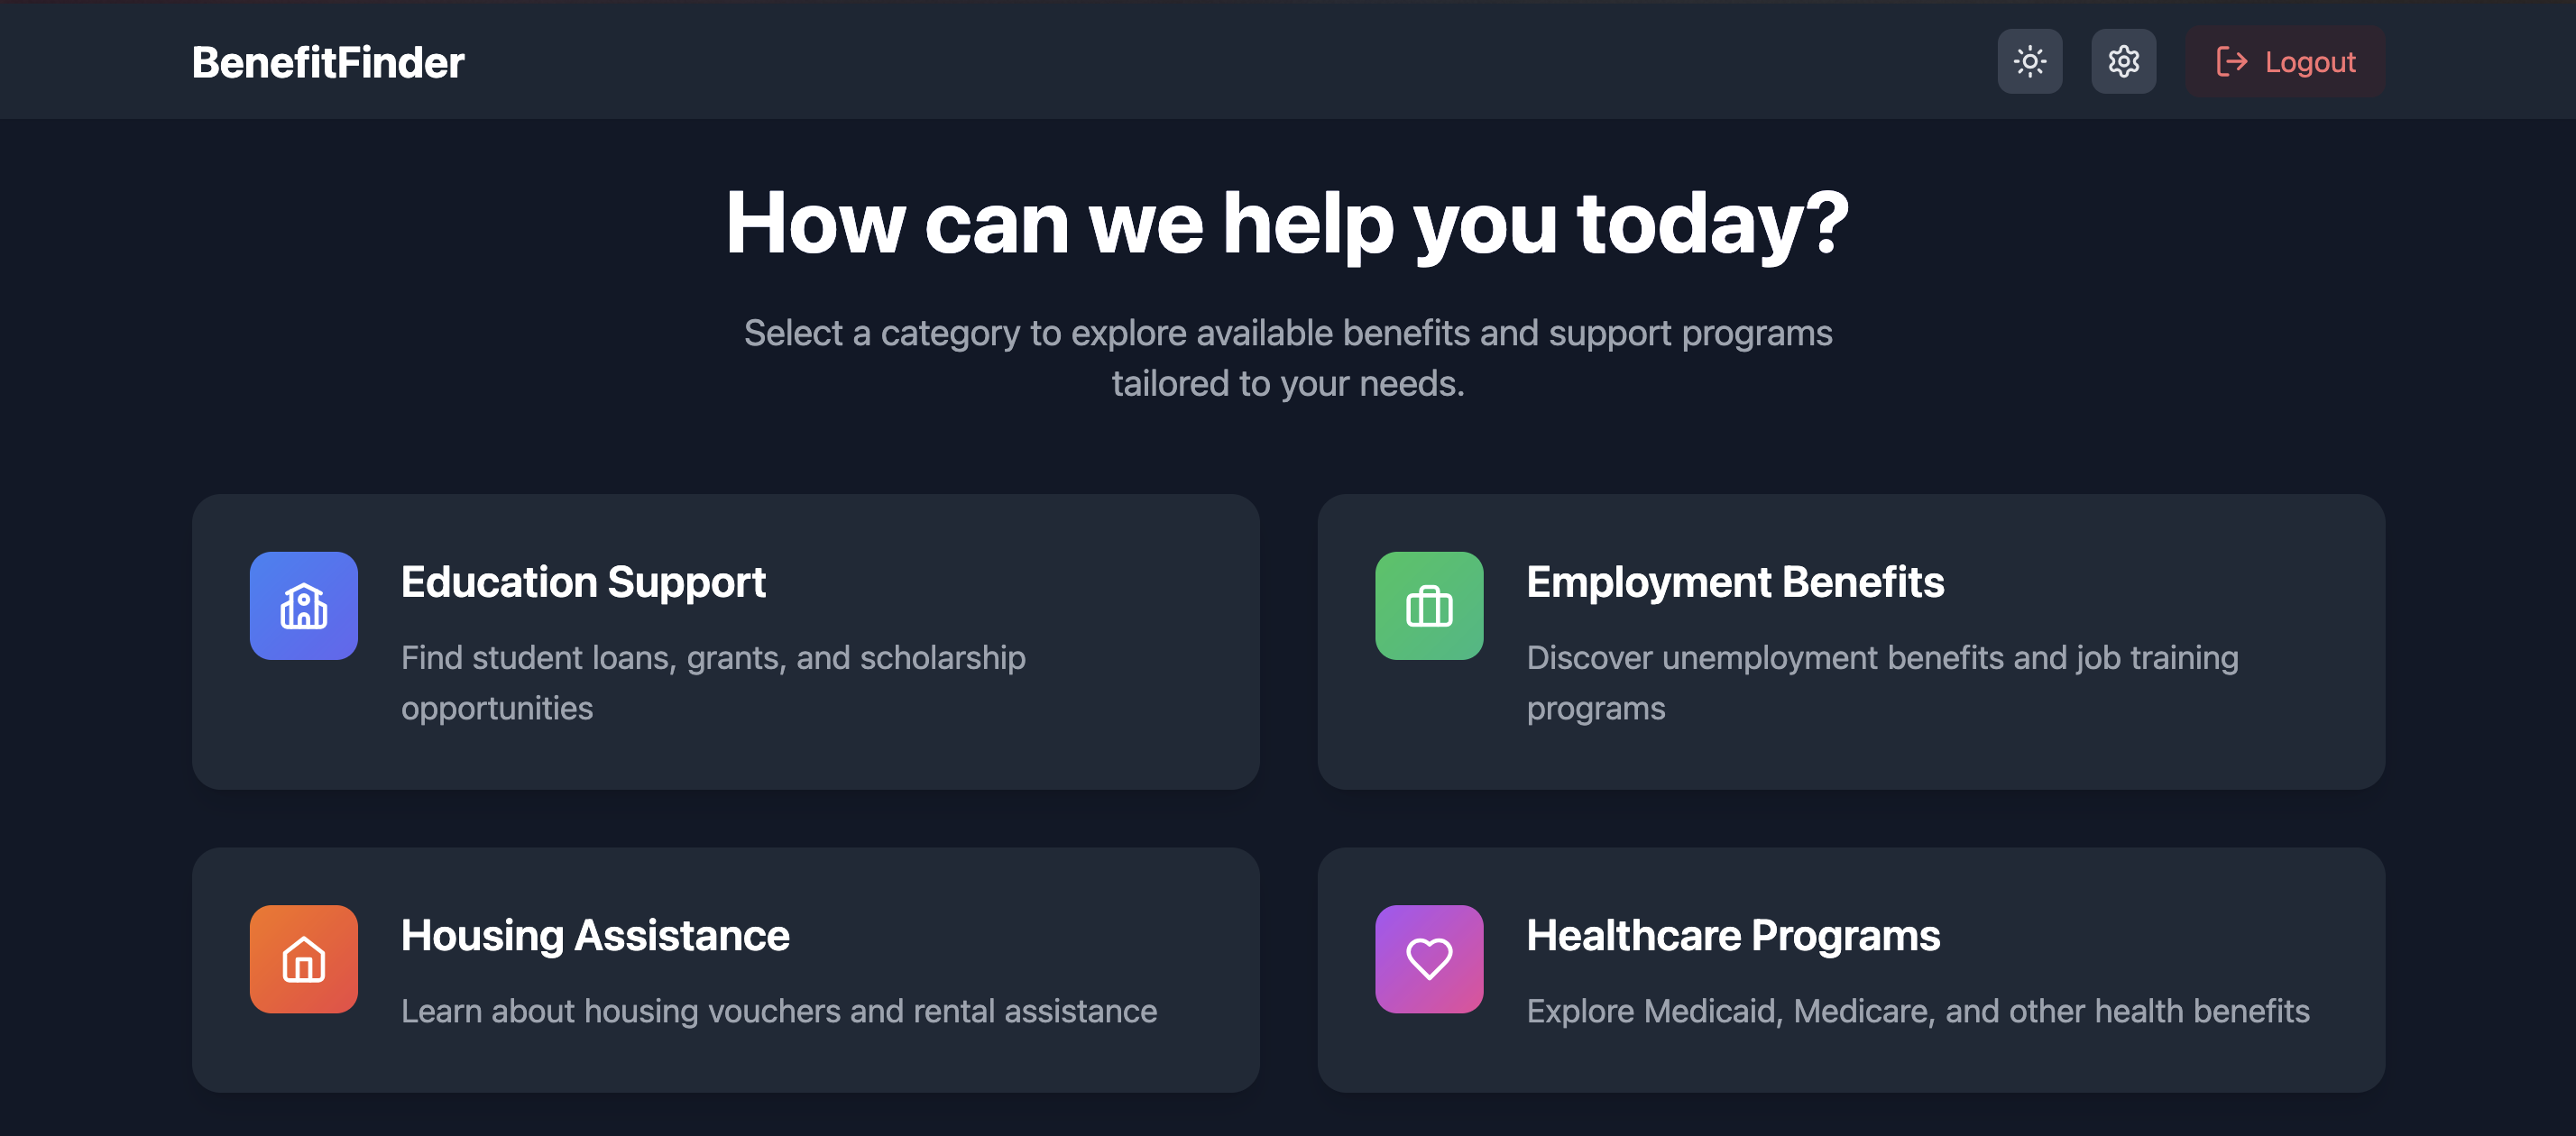 BenefitFinder
Logout
How can we help you today?
Select a category to explore available benefits and support programs
tailored to your needs.
Education Support
Find student loans, grants, and scholarship
opportunities
Employment Benefits
Discover unemployment benefits and job training
programs
Housing Assistance
Learn about housing vouchers and rental assistance
Healthcare Programs
Explore Medicaid, Medicare, and other health benefits